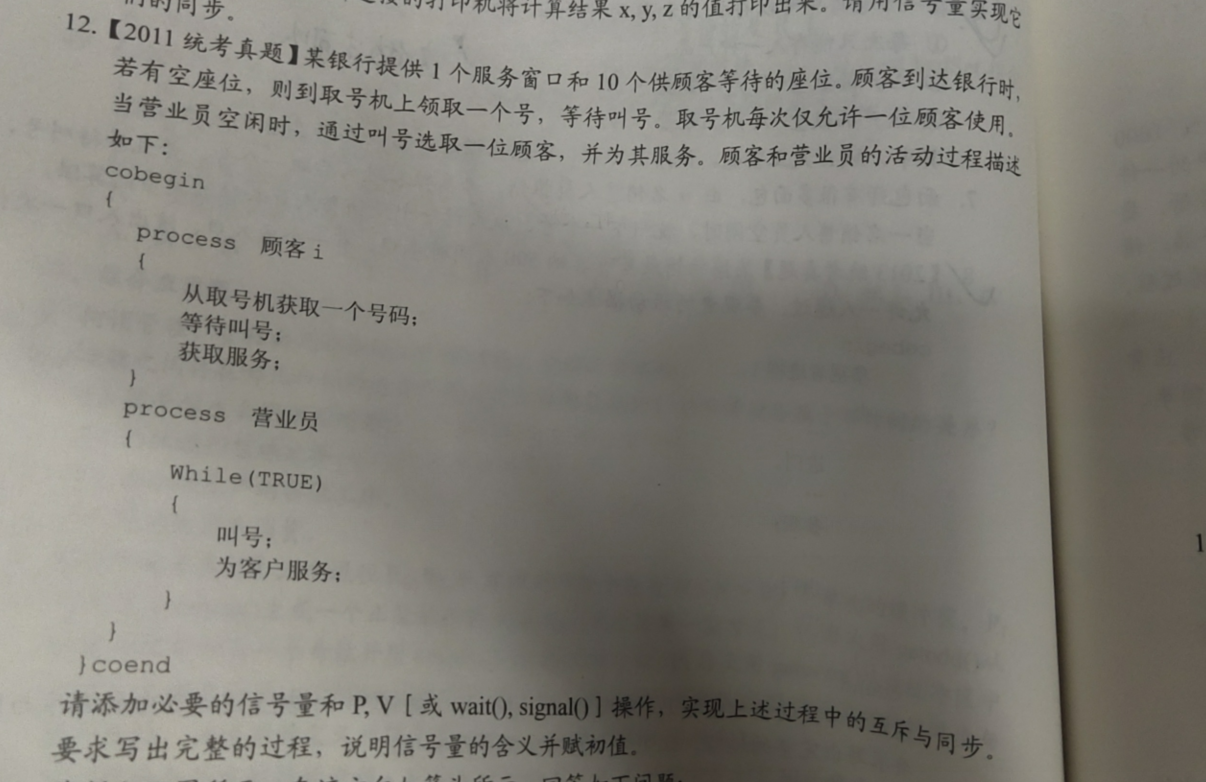 们的同步。
的打印机将计算结果 x, y, z 的值打印出来。请用信号量实现它
12.【2011 统考真题】某银行提供 1 个服务窗口和 10 个供顾客等待的座位。顾客到达银行时,
若有空座位，则到取号机上领取一个号，等待叫号。取号机每次仅允许一位顾客使用。
当营业员空闲时，通过叫号选取一位顾客，并为其服务。顾客和营业员的活动过程描述
如下：
cobegin
{
process 顾客 i
{
从取号机获取一个号码;
等待叫号;
获取服务;
}
process 营业员
{
While(TRUE)
{
叫号;
为客户服务;
}
}
}coend
请添加必要的信号量和 P, V [ 或 wait(), signal() ] 操作，实现上述过程中的互斥与同步。
要求写出完整的过程，说明信号量的含义并赋初值。
1